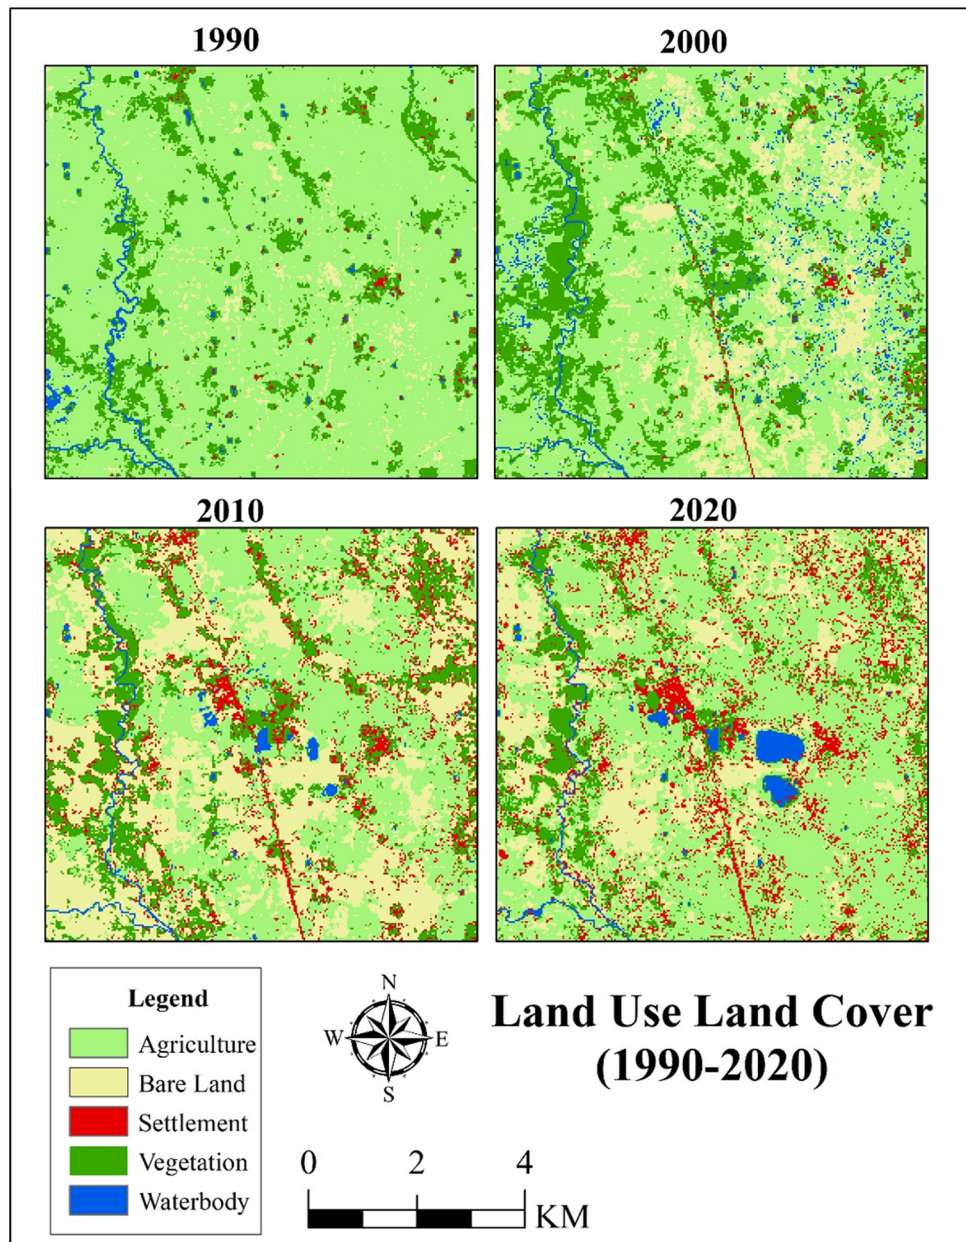 1990
2000
2010
2020
Legend
Agriculture
Bare Land
Settlement
Vegetation
Waterbody
N
W
E
S
0
2
4
KM
Land Use Land Cover
(1990-2020)